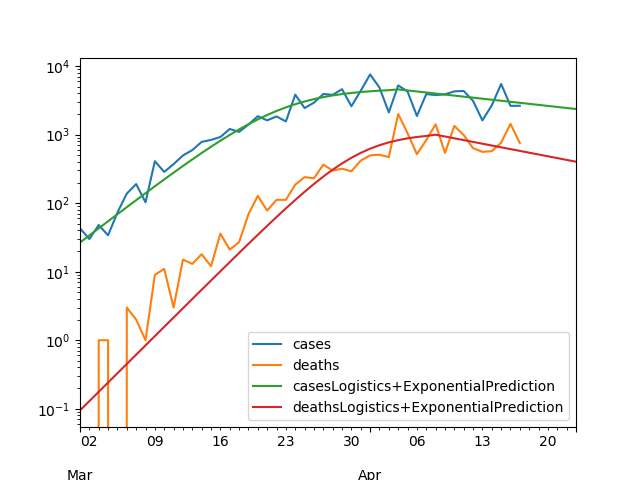 10^4
10^3
10^2
10^1
10^0
10^−1
cases
deaths
casesLogistics+ExponentialPrediction
deathsLogistics+ExponentialPrediction
02 09 16 23 30 06 13 20
Mar Apr